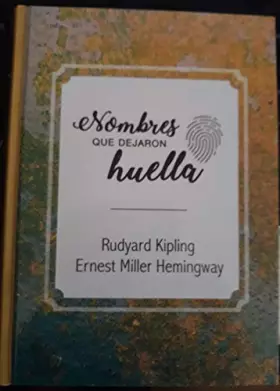 Nombres
QUE DEJARON
huella
Rudyard Kipling
Ernest Miller Hemingway